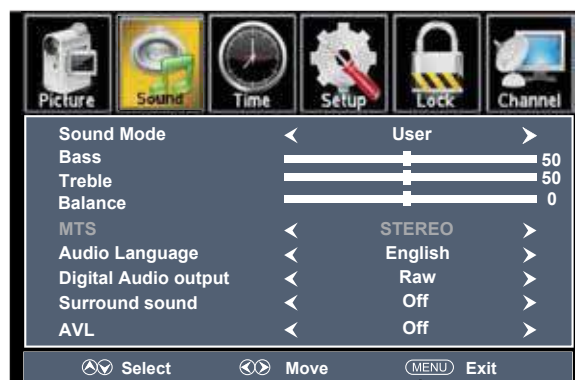 Picture Sound Time Setup Lock Channel
Sound Mode User
Bass 50
Treble 50
Balance 0
MTS STEREO
Audio Language English
Digital Audio output Raw
Surround sound Off
AVL Off
Select Move MENU Exit